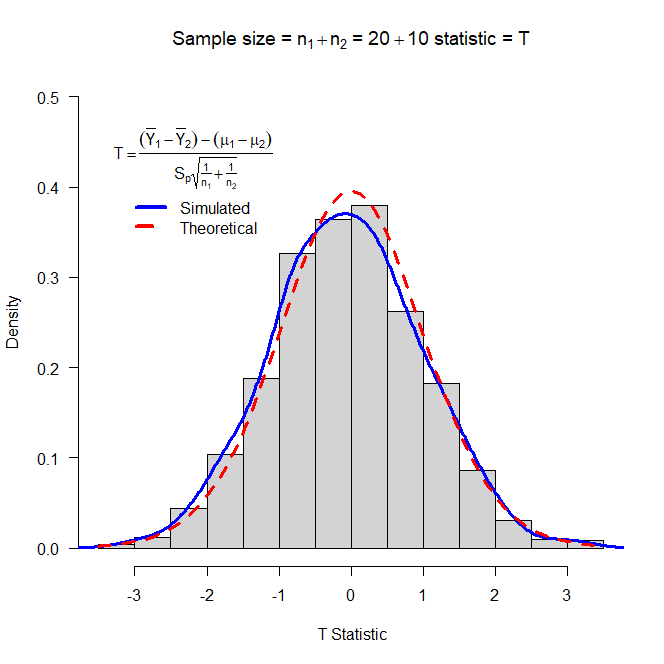 Sample size = n₁+n₂ = 20+10 statistic = T
T = (Ȳ₁−Ȳ₂)−(μ₁−μ₂) / Sₚ√(1/n₁+1/n₂)
Simulated
Theoretical
0.5
0.4
0.3
0.2
0.1
0.0
Density
-3 -2 -1 0 1 2 3
T Statistic